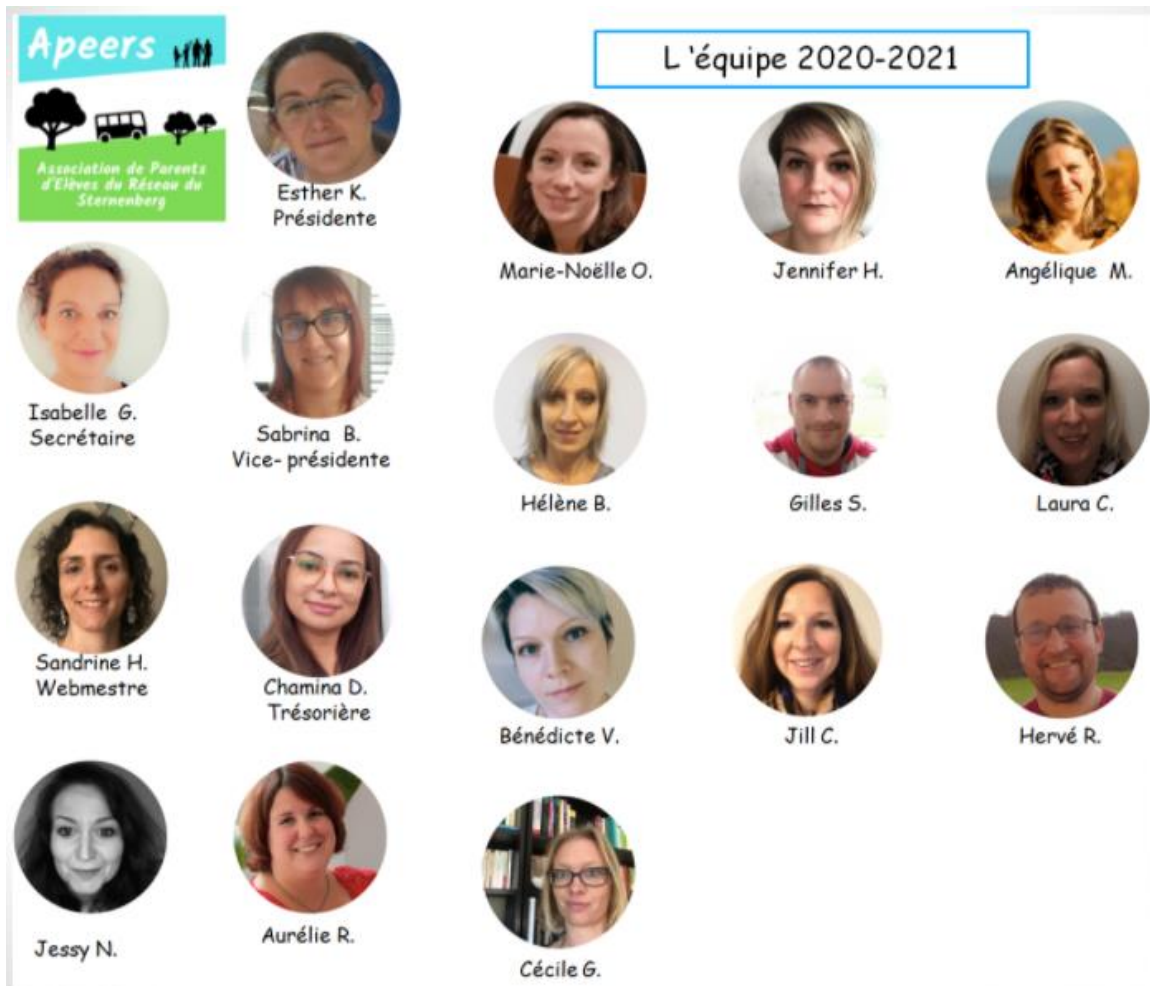 Apeers
Association de Parents
d'Elèves du Réseau du
Sternenberg
Esther K.
Présidente
L 'équipe 2020-2021
Marie-Noëlle O.
Jennifer H.
Angélique M.
Isabelle G.
Secrétaire
Sabrina B.
Vice- présidente
Hélène B.
Gilles S.
Laura C.
Sandrine H.
Webmestre
Chamina D.
Trésorière
Bénédicte V.
Jill C.
Hervé R.
Jessy N.
Aurélie R.
Cécile G.